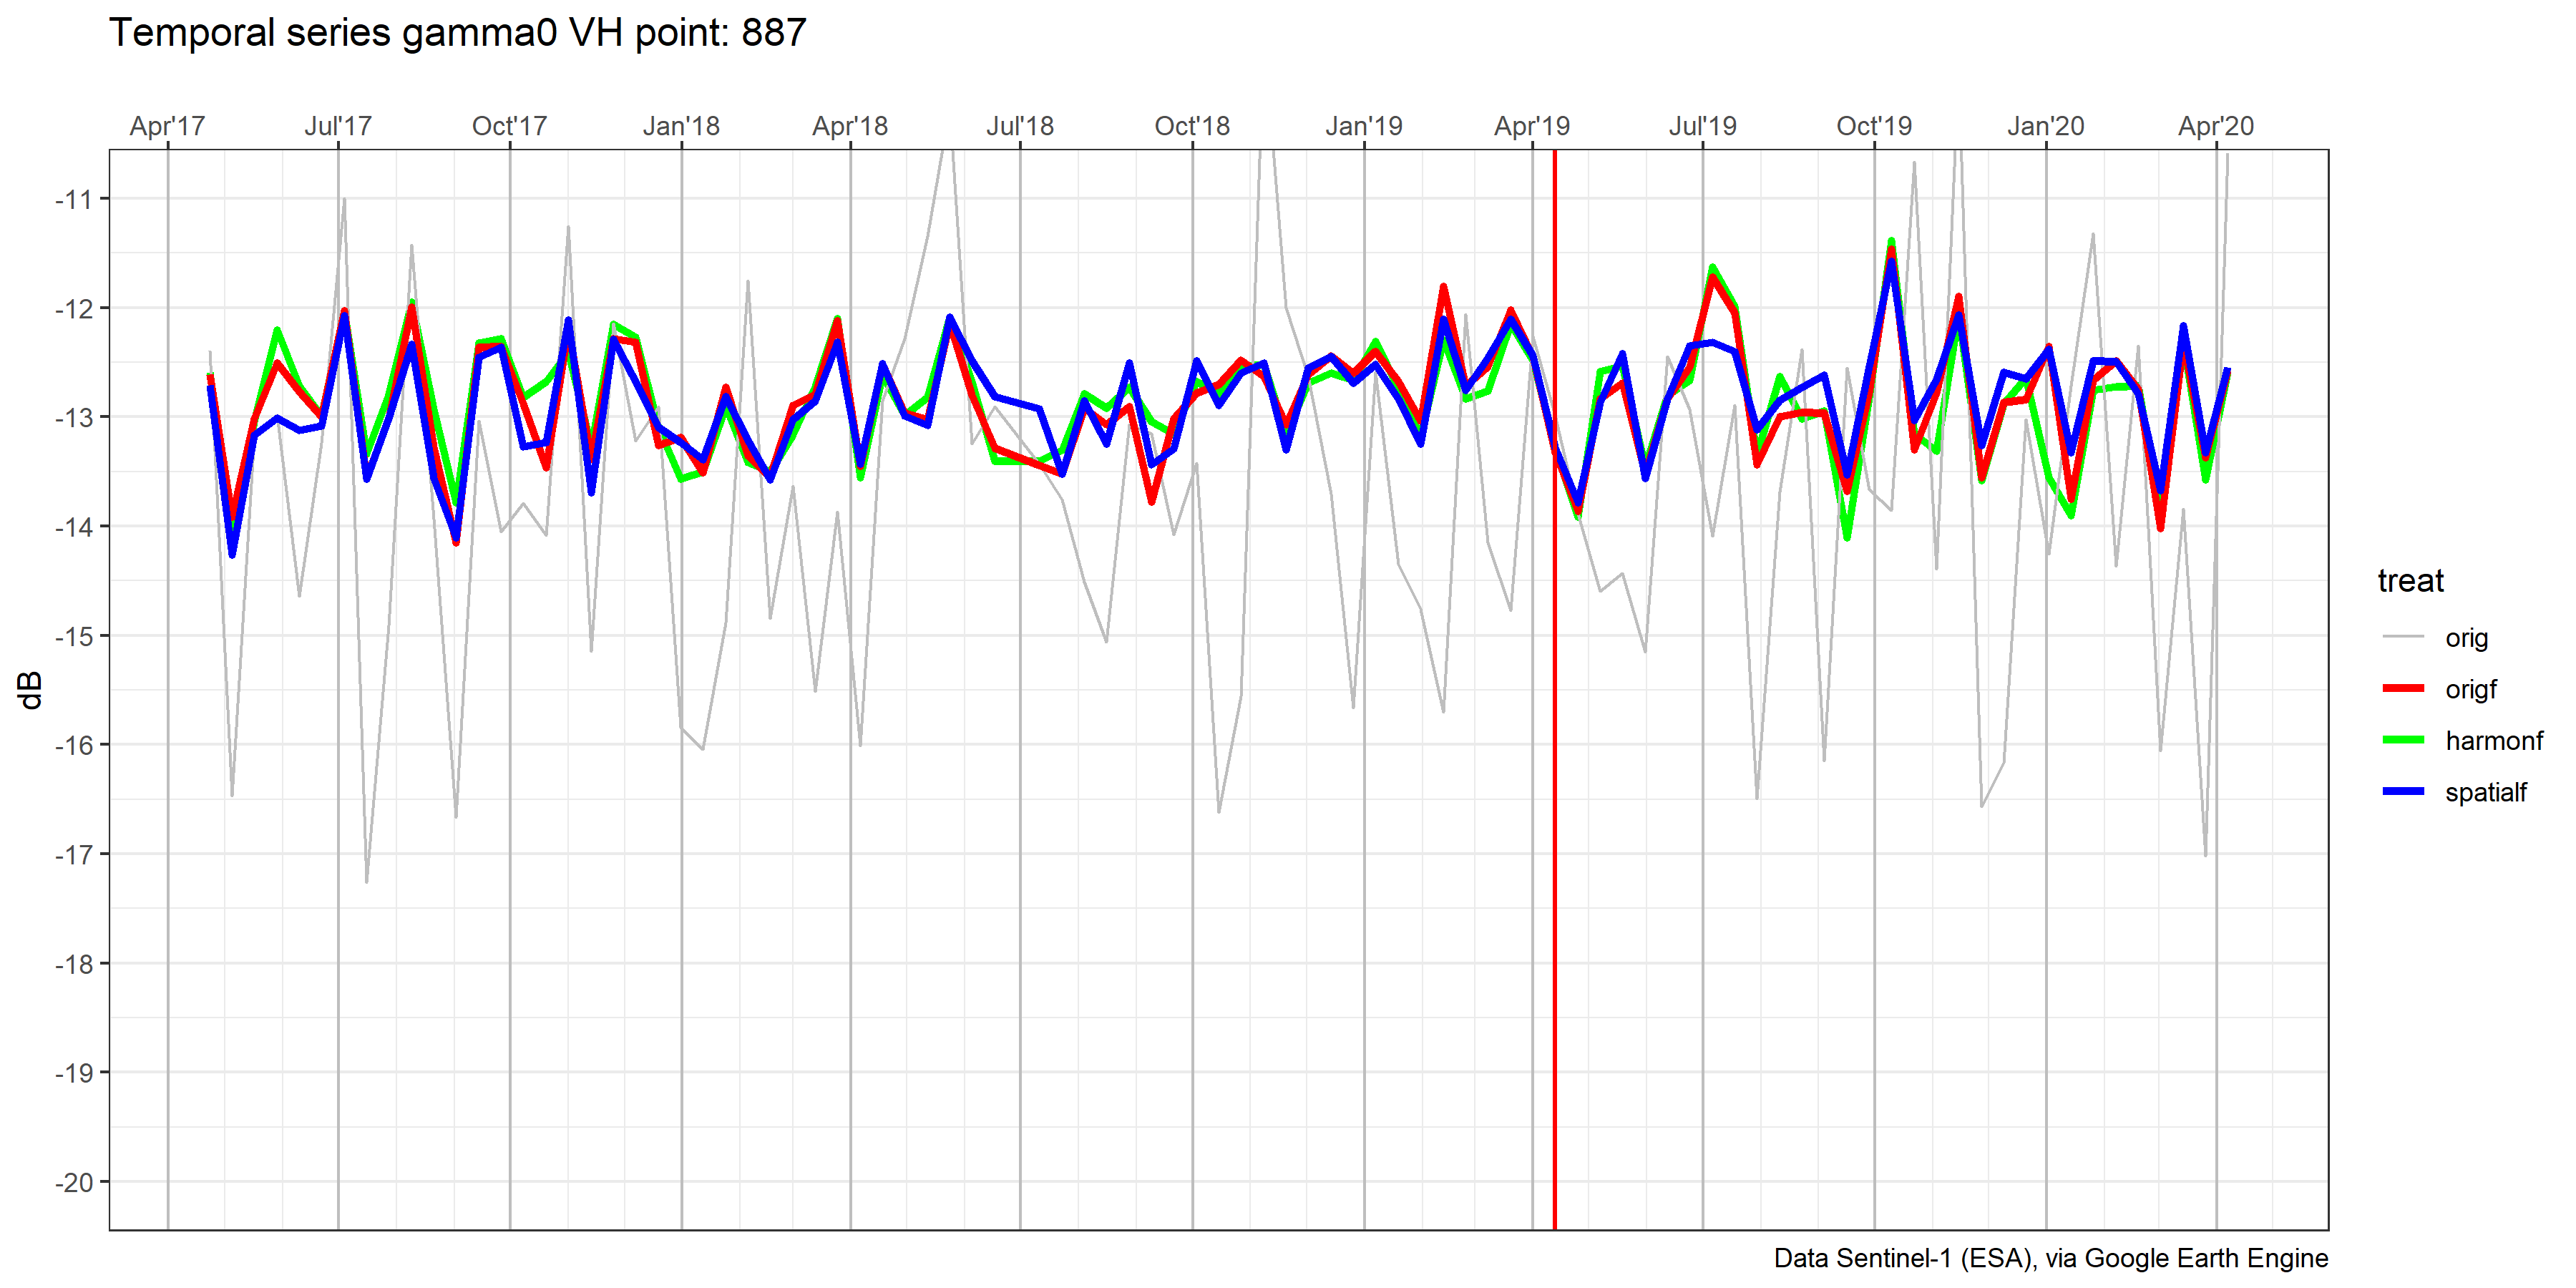 Temporal series gamma0 VH point: 887
Apr'17 Jul'17 Oct'17 Jan'18 Apr'18 Jul'18 Oct'18 Jan'19 Apr'19 Jul'19 Oct'19 Jan'20 Apr'20
-11
-12
-13
-14
-15
-16
-17
-18
-19
-20
dB
treat
orig
origf
harmonf
spatialf
Data Sentinel-1 (ESA), via Google Earth Engine